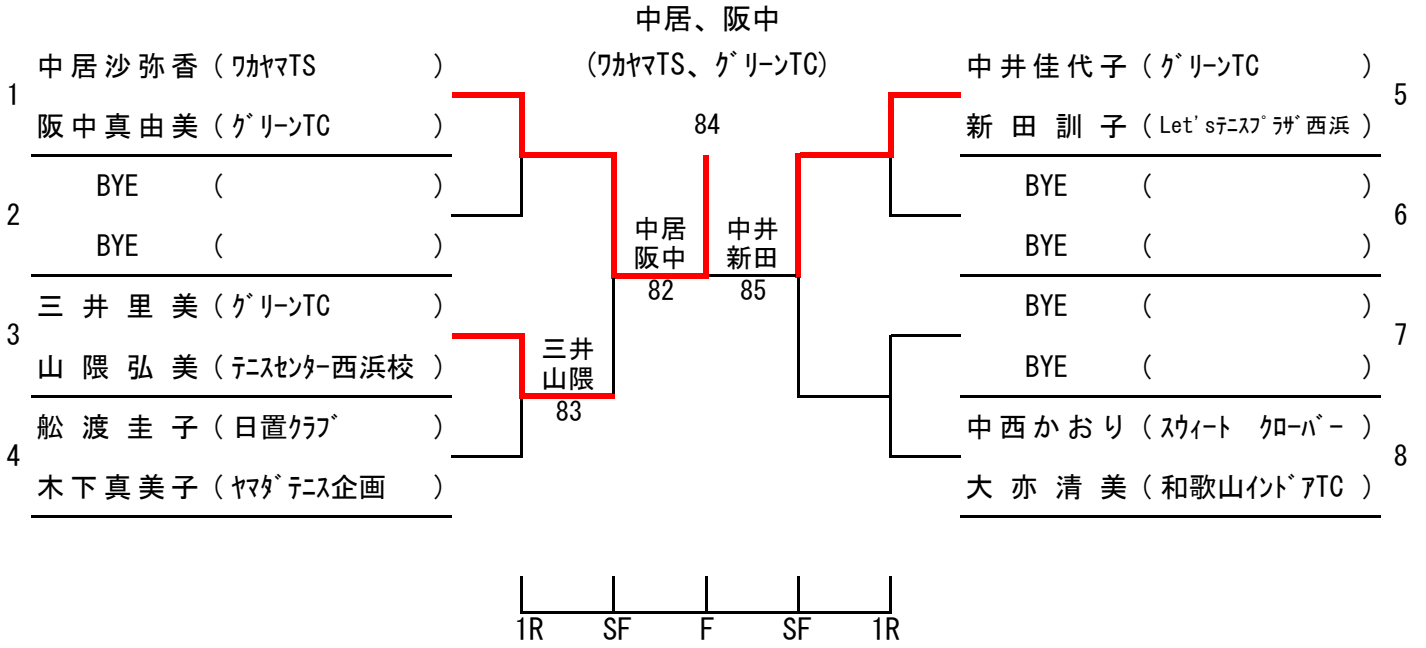 中居、阪中
(ワカヤマTS、グリーンTC)
84
1
中居沙弥香(ワカヤマTS)
阪中真由美(グリーンTC)
2
BYE ( )
BYE ( )
3
三井里美(グリーンTC)
山隈弘美(テニスセンター西浜校)
4
舩渡圭子(日置クラブ)
木下真美子(ヤマダテニス企画)
三井
山隈
83
中居
阪中
82
中井
新田
85
中井佳代子(グリーンTC)
新田訓子(Let'sテニスプラザ西浜)
5
BYE ( )
BYE ( )
6
BYE ( )
BYE ( )
7
中西かおり(スウィート クローバー)
大亦清美(和歌山インドアTC)
8
1R SF F SF 1R